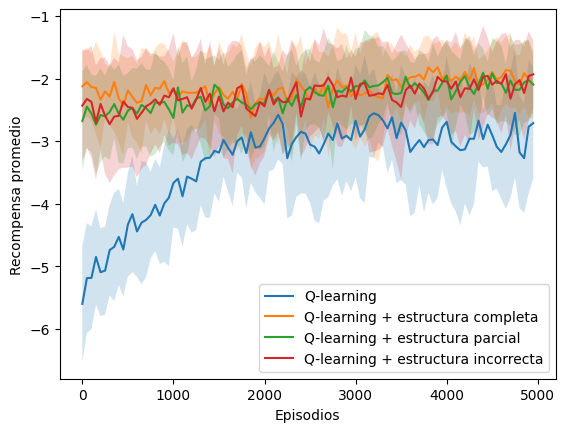 −1
−2
−3
−4
−5
−6
Recompensa promedio
0
1000
2000
3000
4000
5000
Episodios
Q-learning
Q-learning + estructura completa
Q-learning + estructura parcial
Q-learning + estructura incorrecta